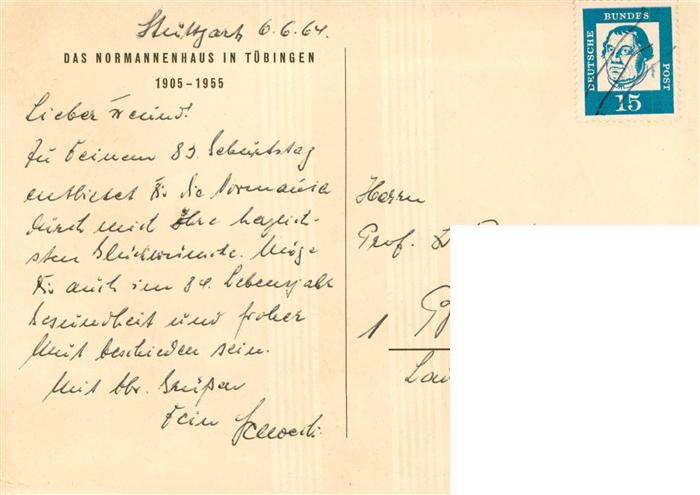 Stuttgart 6.6.64.
DAS NORMANNENHAUS IN TÜBINGEN
1905–1955
Lieber Freund!
Zu Deinem 83. Geburtstag
entbietet Dir die Normannia
durch mich Ihre herzlich-
sten Glückwünsche. Möge
Dir auch im 84. Lebensjahr
Gesundheit und froher
Mut beschieden sein.
Mit bbr. Grüßen
Dein
Herrn
Prof. D
1
DEUTSCHE BUNDES POST
15